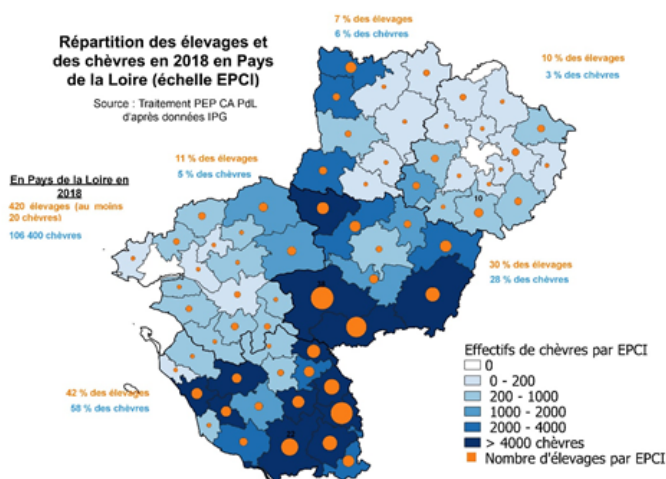 7 % des élevages
6 % des chèvres
Répartition des élevages et
des chèvres en 2018 en Pays
de la Loire (échelle EPCI)
Source : Traitement PEP CA PdL
d'après données IPG
10 % des élevages
3 % des chèvres
11 % des élevages
5 % des chèvres
En Pays de la Loire en
2018
420 élevages (au moins
20 chèvres)
106 400 chèvres
10
30 % des élevages
28 % des chèvres
42 % des élevages
58 % des chèvres
Effectifs de chèvres par EPCI
0
0 - 200
200 - 1000
1000 - 2000
2000 - 4000
> 4000 chèvres
Nombre d'élevages par EPCI